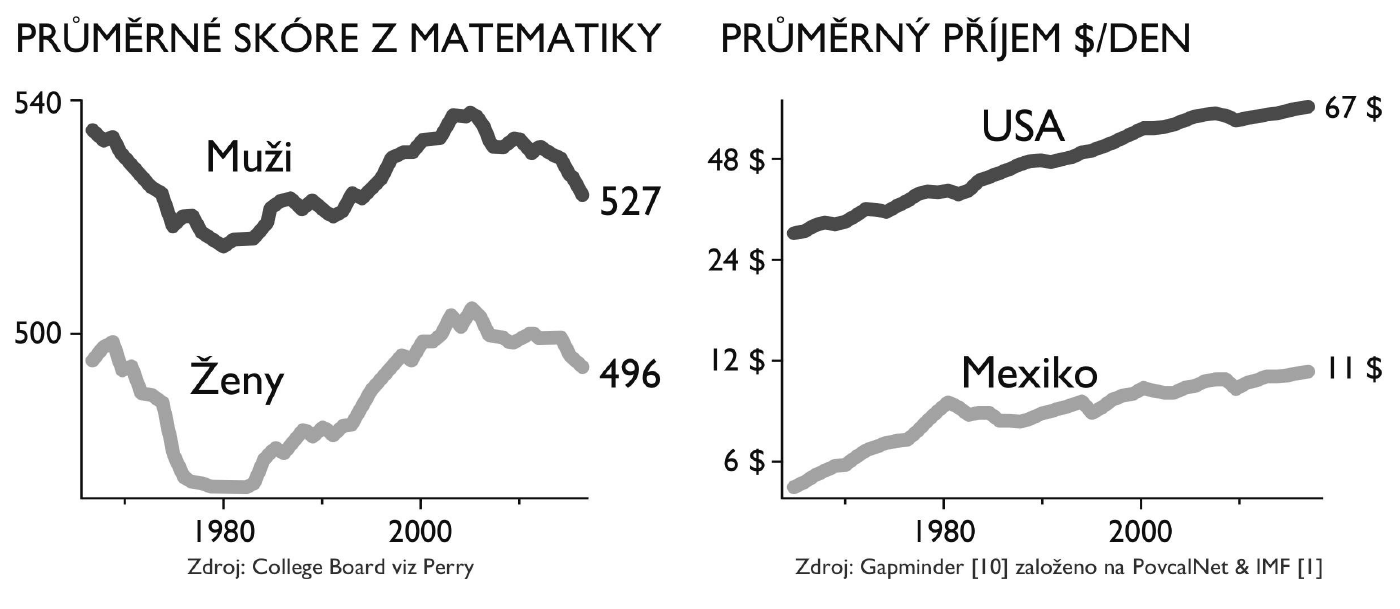 PRŮMĚRNÉ SKÓRE Z MATEMATIKY
540
Muži
527
500
Ženy
496
1980 2000
Zdroj: College Board viz Perry
PRŮMĚRNÝ PŘÍJEM $/DEN
USA
67 $
48 $
24 $
12 $
Mexiko
11 $
6 $
1980 2000
Zdroj: Gapminder [10] založeno na PovcalNet & IMF [1]